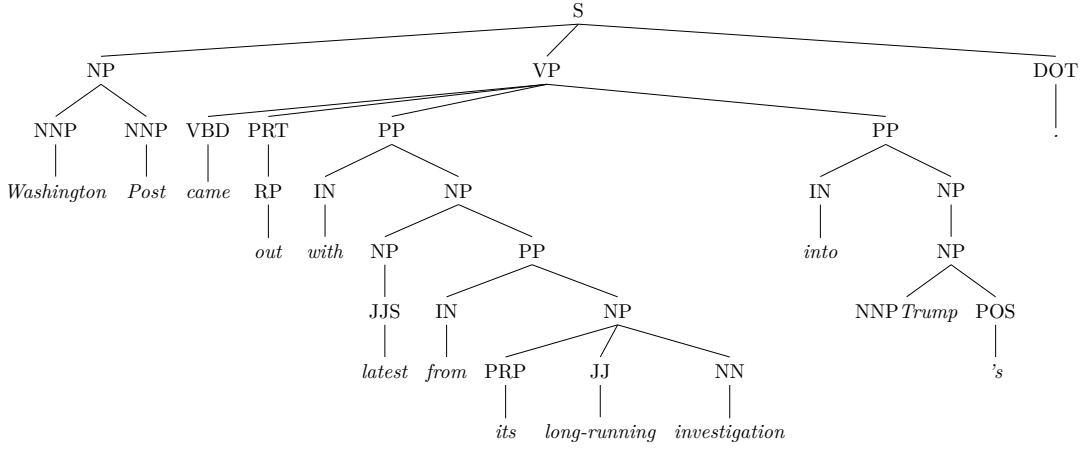 S
NP VP DOT
NNP NNP VBD PRT PP PP .
Washington Post came RP IN NP IN NP
out with NP PP into NP
JJS IN NP NNP Trump POS
latest from PRP JJ NN 's
its long-running investigation